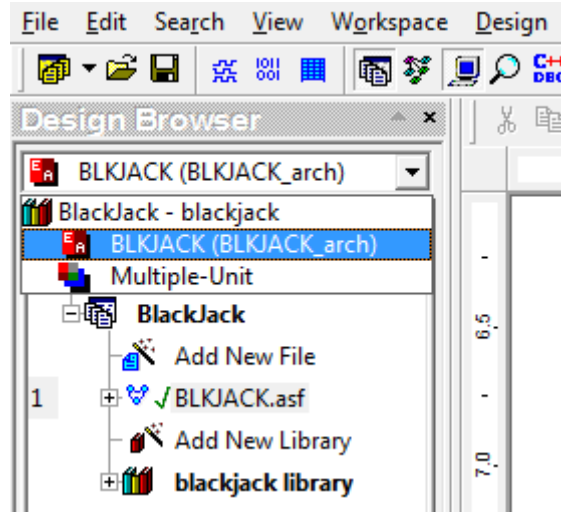 File Edit Search View Workspace Design
C++
DBG
Design Browser
BLKJACK (BLKJACK_arch)
BlackJack - blackjack
BLKJACK (BLKJACK_arch)
Multiple-Unit
BlackJack
Add New File
1 BLKJACK.asf
Add New Library
blackjack library
6.5
7.0